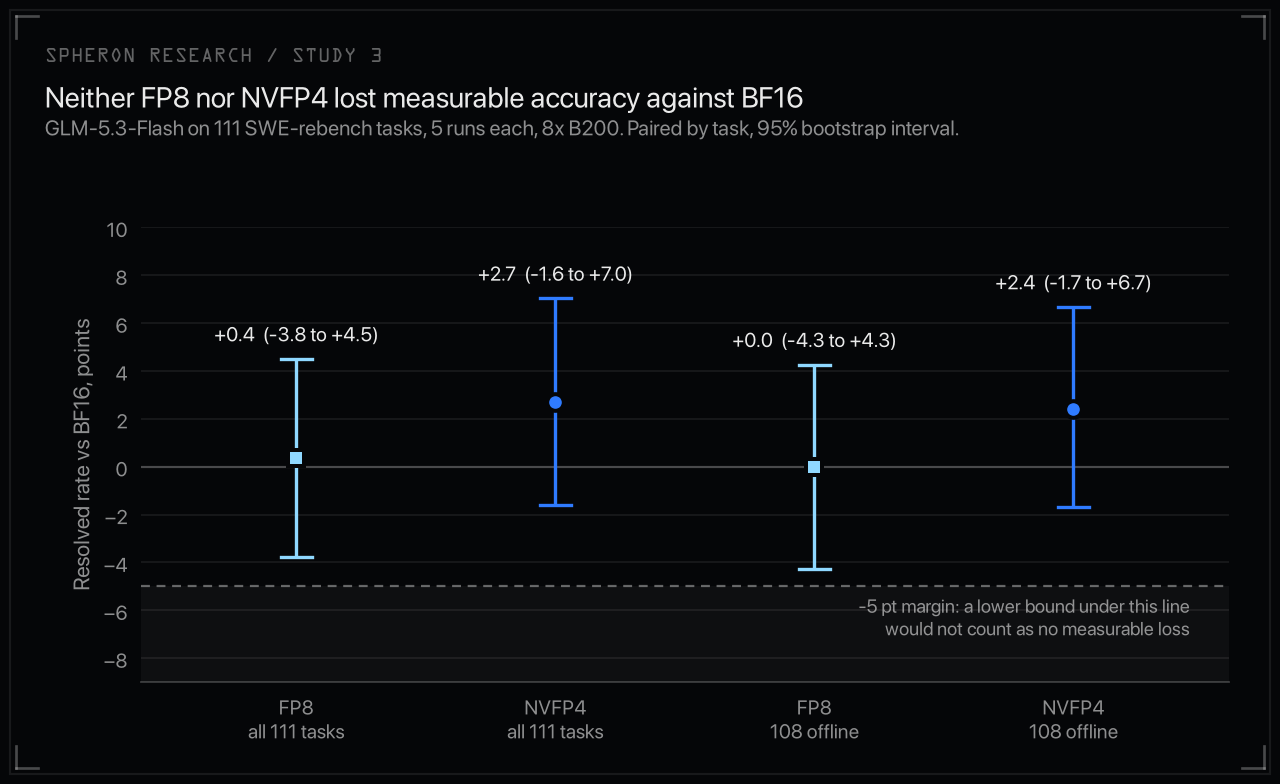 SPHERON RESEARCH / STUDY 3
Neither FP8 nor NVFP4 lost measurable accuracy against BF16
GLM-5.3-Flash on 111 SWE-rebench tasks, 5 runs each, 8x B200. Paired by task, 95% bootstrap interval.
Resolved rate vs BF16, points
10
8
6
4
2
0
−2
−4
−6
−8
+0.4 (-3.8 to +4.5)
+2.7 (-1.6 to +7.0)
+0.0 (-4.3 to +4.3)
+2.4 (-1.7 to +6.7)
-5 pt margin: a lower bound under this line
would not count as no measurable loss
FP8
all 111 tasks
NVFP4
all 111 tasks
FP8
108 offline
NVFP4
108 offline